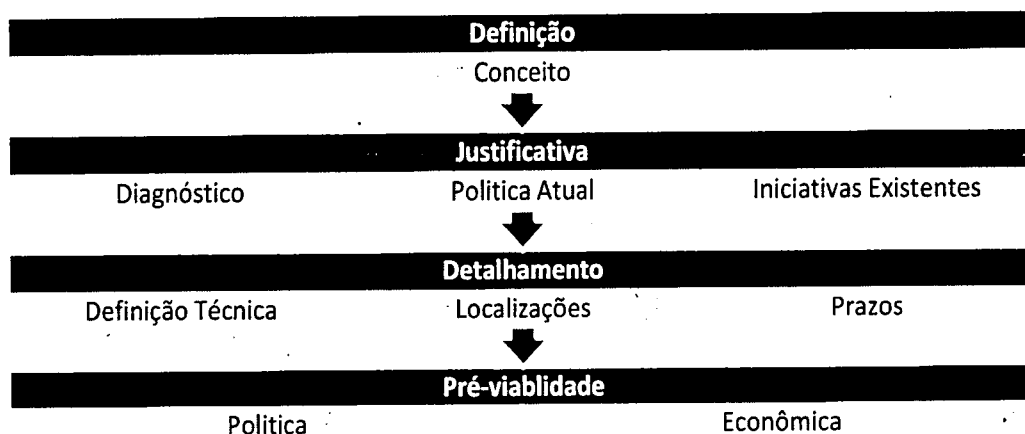 Definição
Conceito
Justificativa
Diagnóstico Politica Atual Iniciativas Existentes
Detalhamento
Definição Técnica Localizações Prazos
Pré-viablidade
Politica Econômica